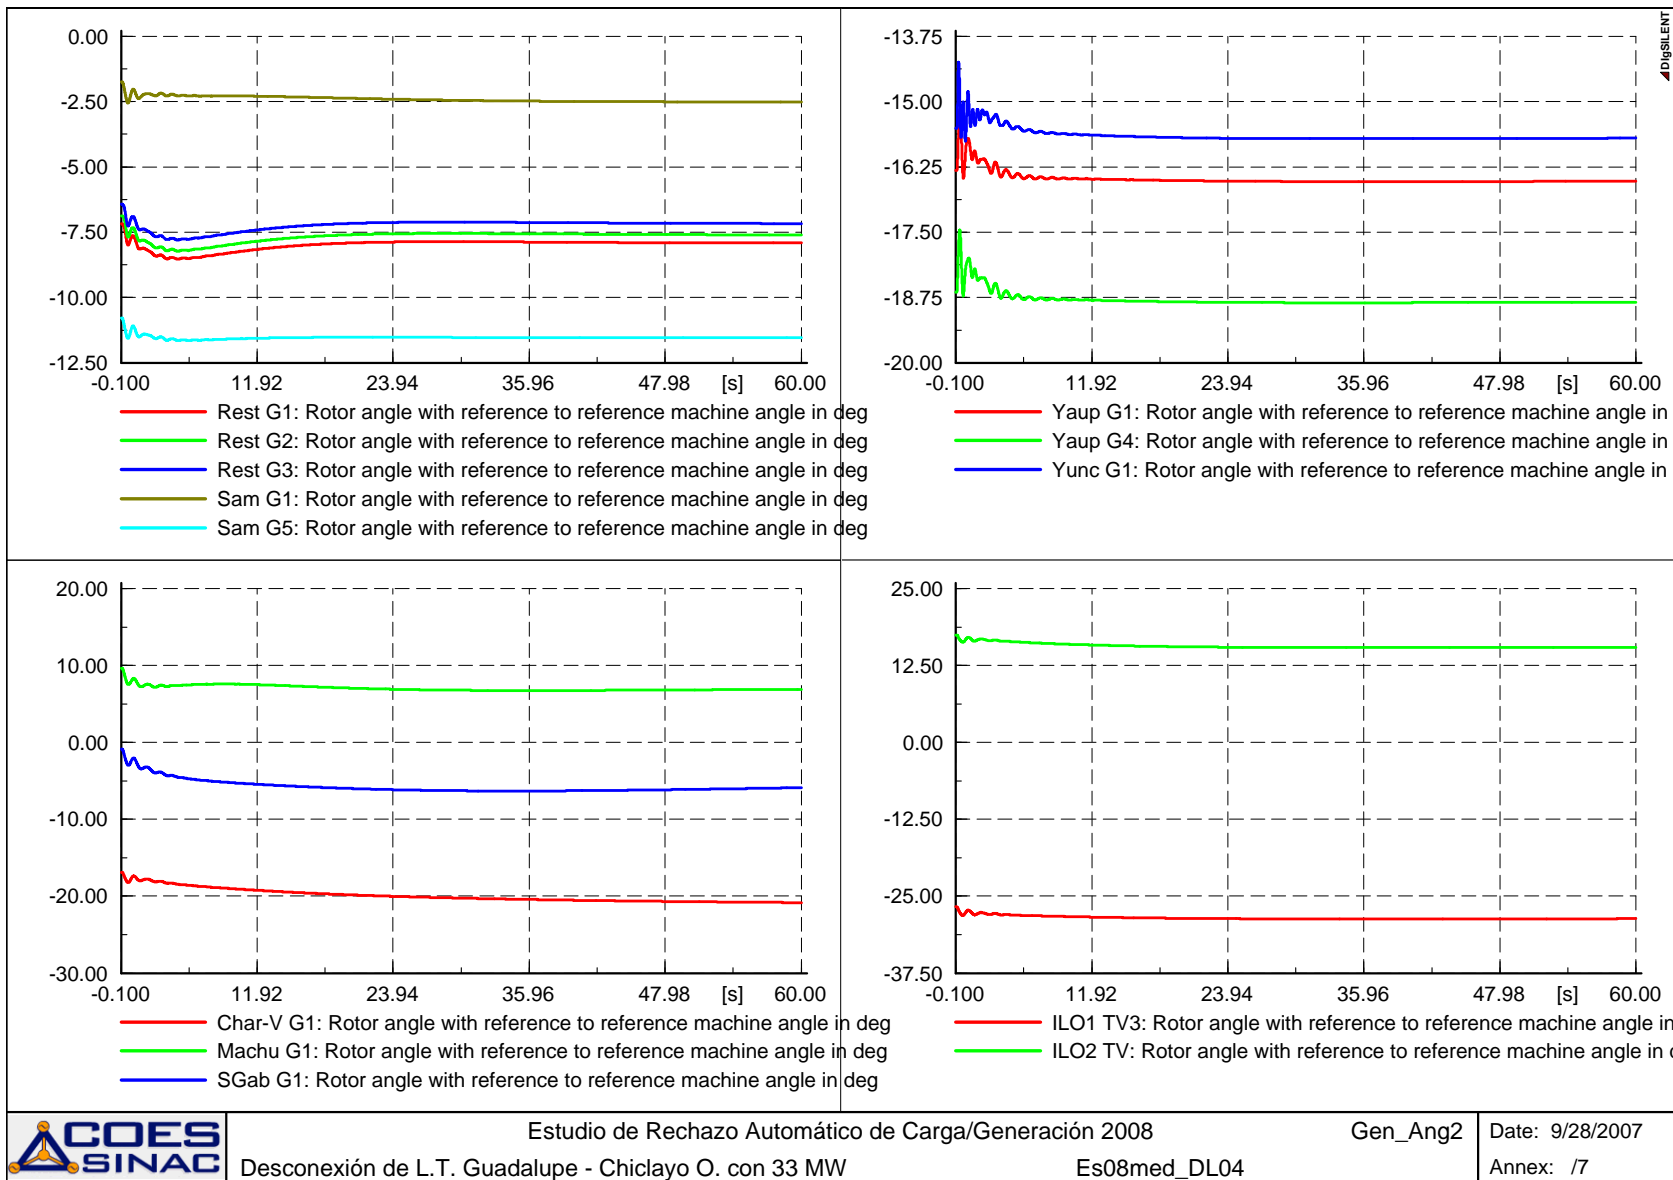 DIgSILENT
0.00
-2.50
-5.00
-7.50
-10.00
-12.50
-0.100 11.92 23.94 35.96 47.98 [s] 60.00
Rest G1: Rotor angle with reference to reference machine angle in deg
Rest G2: Rotor angle with reference to reference machine angle in deg
Rest G3: Rotor angle with reference to reference machine angle in deg
Sam G1: Rotor angle with reference to reference machine angle in deg
Sam G5: Rotor angle with reference to reference machine angle in deg
-13.75
-15.00
-16.25
-17.50
-18.75
-20.00
-0.100 11.92 23.94 35.96 47.98 [s] 60.00
Yaup G1: Rotor angle with reference to reference machine angle in
Yaup G4: Rotor angle with reference to reference machine angle in
Yunc G1: Rotor angle with reference to reference machine angle in
20.00
10.00
0.00
-10.00
-20.00
-30.00
-0.100 11.92 23.94 35.96 47.98 [s] 60.00
Char-V G1: Rotor angle with reference to reference machine angle in deg
Machu G1: Rotor angle with reference to reference machine angle in deg
SGab G1: Rotor angle with reference to reference machine angle in deg
25.00
12.50
0.00
-12.50
-25.00
-37.50
-0.100 11.92 23.94 35.96 47.98 [s] 60.00
ILO1 TV3: Rotor angle with reference to reference machine angle in
ILO2 TV: Rotor angle with reference to reference machine angle in
COES
SINAC
Estudio de Rechazo Automático de Carga/Generación 2008 Gen_Ang2
Desconexión de L.T. Guadalupe - Chiclayo O. con 33 MW Es08med_DL04
Date: 9/28/2007
Annex: /7